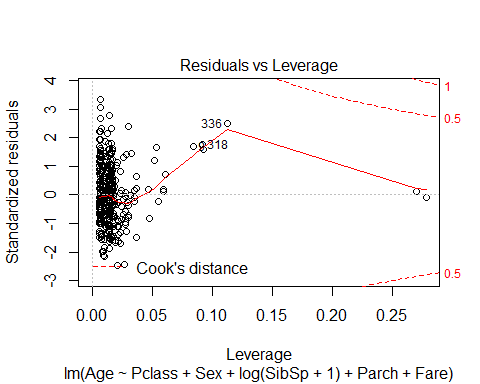 Residuals vs Leverage
Standardized residuals
4
3
2
1
0
-1
-2
-3
1
0.5
0.5
336
318
Cook's distance
0.00 0.05 0.10 0.15 0.20 0.25
Leverage
lm(Age ~ Pclass + Sex + log(SibSp + 1) + Parch + Fare)